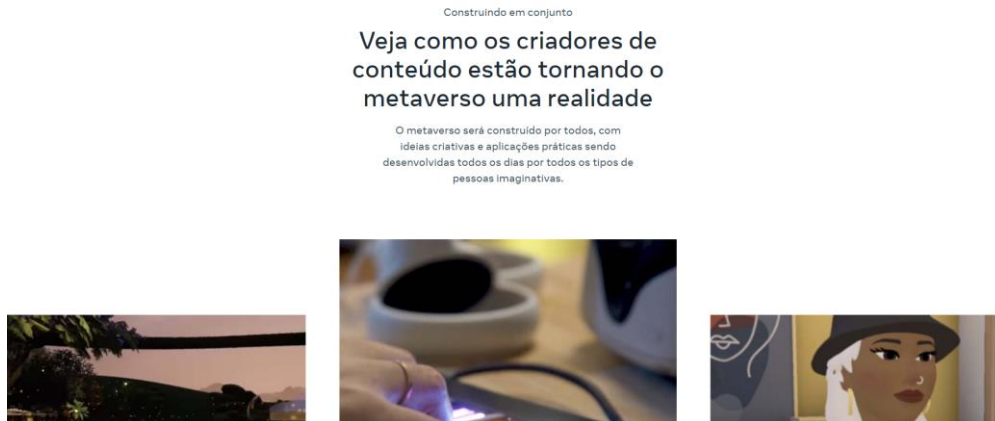 Construindo em conjunto
Veja como os criadores de
conteúdo estão tornando o
metaverso uma realidade
O metaverso será construído por todos, com
ideias criativas e aplicações práticas sendo
desenvolvidas todos os dias por todos os tipos de
pessoas imaginativas.